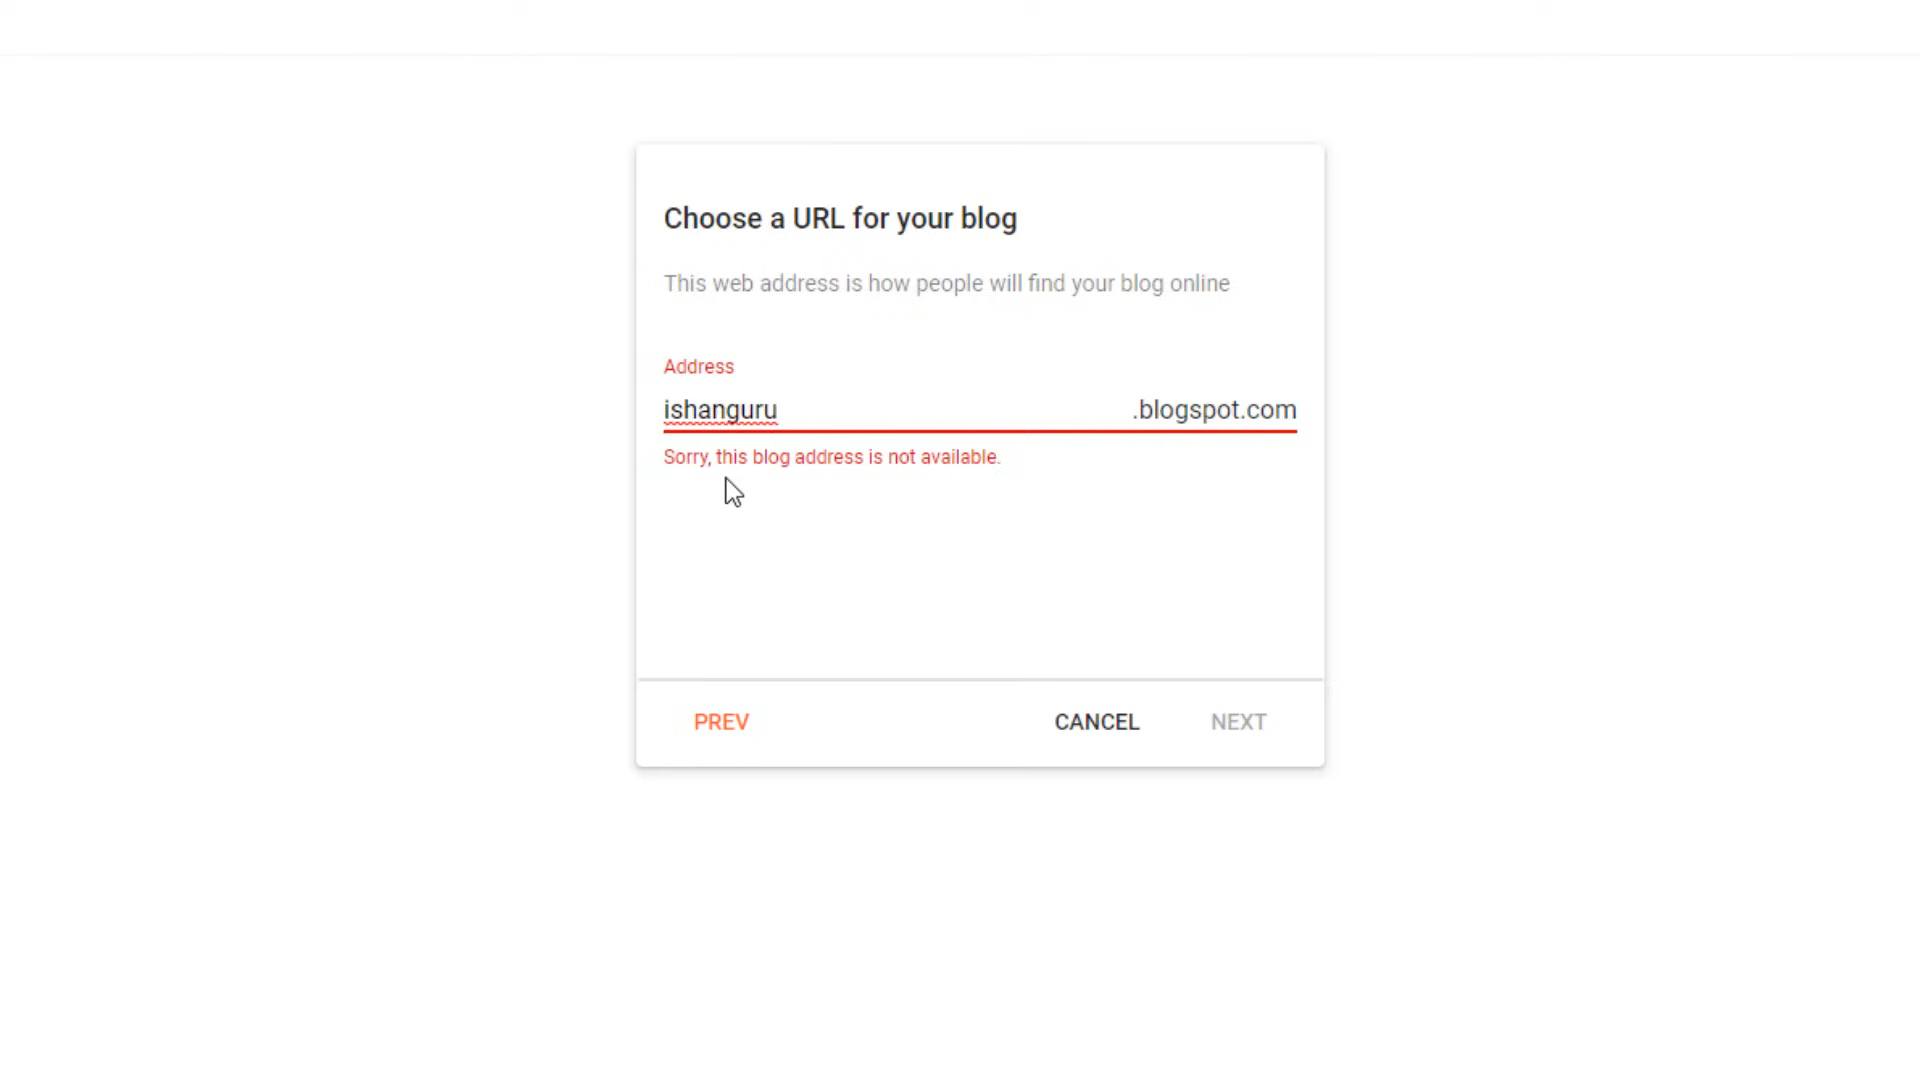 Choose a URL for your blog
This web address is how people will find your blog online
Address
ishanguru .blogspot.com
Sorry, this blog address is not available.
PREV CANCEL NEXT